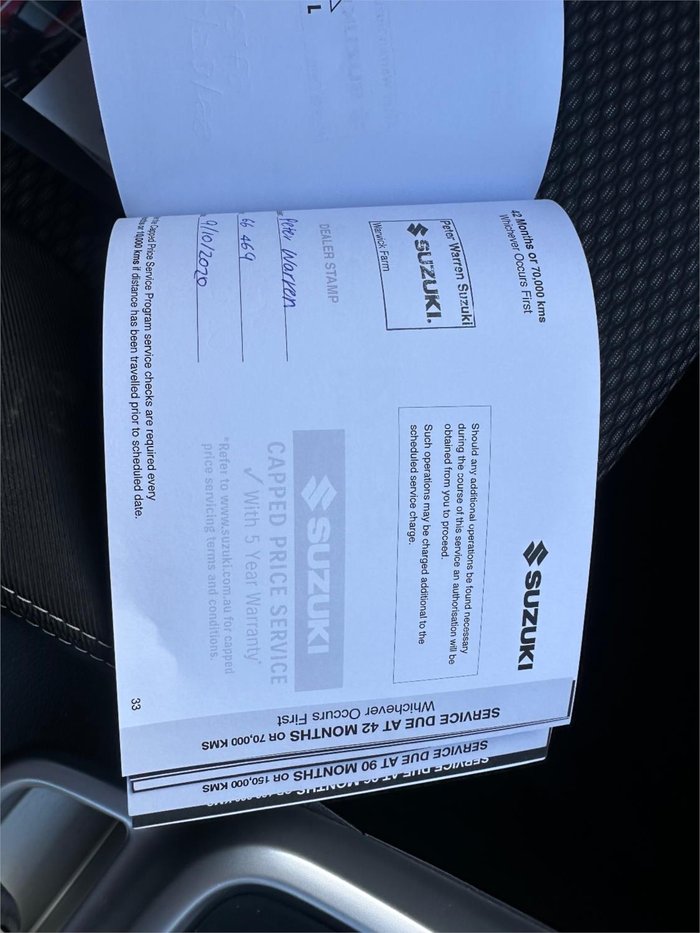 42 Months or 70,000 kms
Whichever Occurs First
SUZUKI
Peter Warren Suzuki
SUZUKI.
Warwick Farm
Should any additional operations be found necessary
during the course of this service an authorisation will be
obtained from you to proceed.
Such operations may be charged additional to the
scheduled service charge.
DEALER STAMP
Peter Warren
66 469
9/10/2020
SUZUKI
CAPPED PRICE SERVICE
✓ With 5 Year Warranty*
*Refer to www.suzuki.com.au for capped
price servicing terms and conditions.
Capped Price Service Program service checks are required every
or 10,000 kms if distance has been travelled prior to scheduled date.
33
SERVICE DUE AT 42 MONTHS OR 70,000 KMS
Whichever Occurs First
SERVICE DUE AT 90 MONTHS OR 150,000 KMS
SERVICE DUE AT